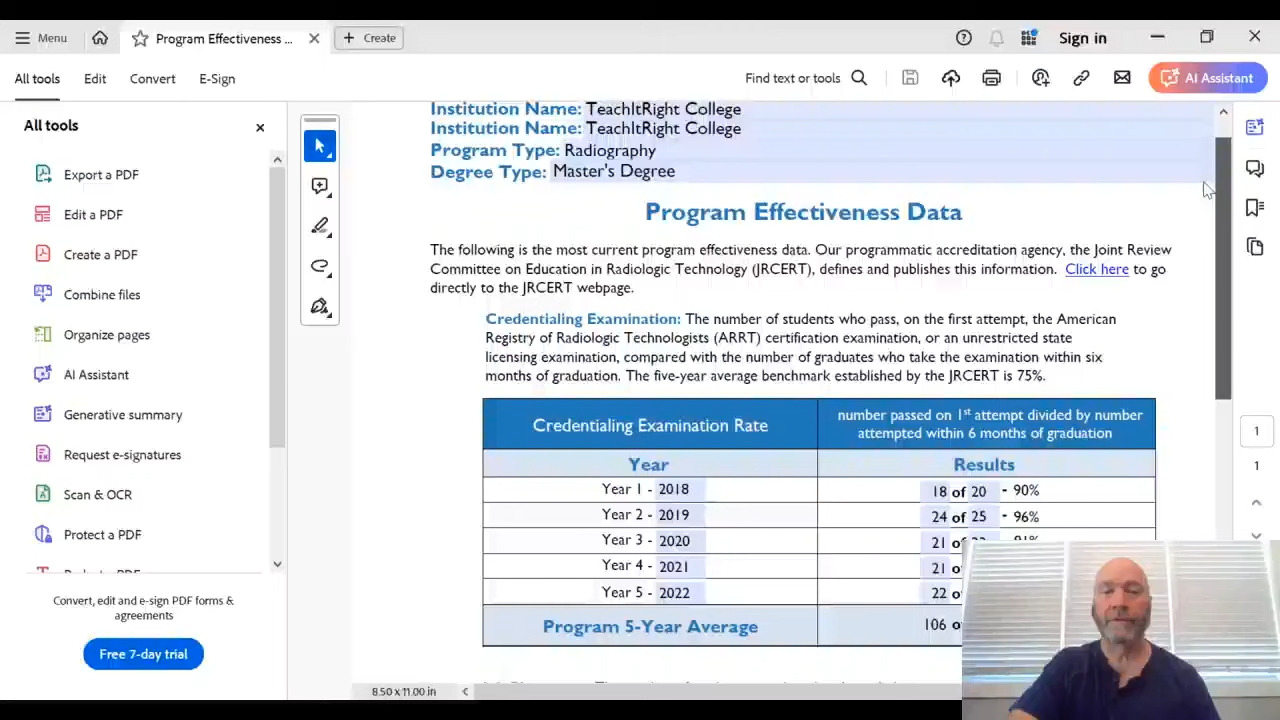 Menu
Program Effectiveness ...
Create
Sign in
All tools
Edit
Convert
E-Sign
Find text or tools
AI Assistant
All tools
Export a PDF
Edit a PDF
Create a PDF
Combine files
Organize pages
AI Assistant
Generative summary
Request e-signatures
Scan & OCR
Protect a PDF
Convert, edit and e-sign PDF forms &
agreements
Free 7-day trial
Institution Name: TeachItRight College
Institution Name: TeachItRight College
Program Type: Radiography
Degree Type: Master's Degree
Program Effectiveness Data
The following is the most current program effectiveness data. Our programmatic accreditation agency, the Joint Review
Committee on Education in Radiologic Technology (JRCERT), defines and publishes this information. Click here to go
directly to the JRCERT webpage.
Credentialing Examination: The number of students who pass, on the first attempt, the American
Registry of Radiologic Technologists (ARRT) certification examination, or an unrestricted state
licensing examination, compared with the number of graduates who take the examination within six
months of graduation. The five-year average benchmark established by the JRCERT is 75%.
Credentialing Examination Rate
number passed on 1st attempt divided by number
attempted within 6 months of graduation
Year Results
Year 1 - 2018 18 of 20 - 90%
Year 2 - 2019 24 of 25 - 96%
Year 3 - 2020 21
Year 4 - 2021 21
Year 5 - 2022 22
Program 5-Year Average 106
8.50 x 11.00 in
1
1